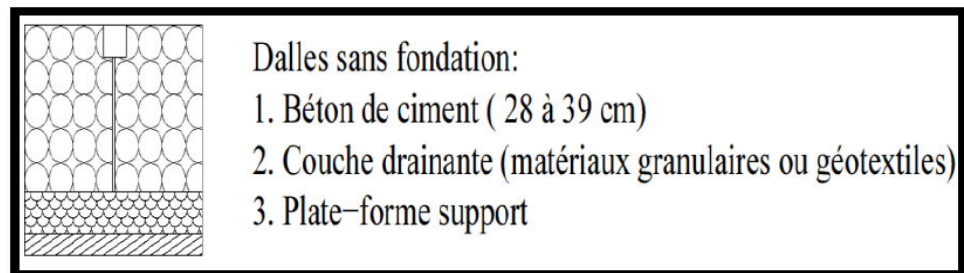 Dalles sans fondation:
1. Béton de ciment ( 28 à 39 cm)
2. Couche drainante (matériaux granulaires ou géotextiles)
3. Plate-forme support